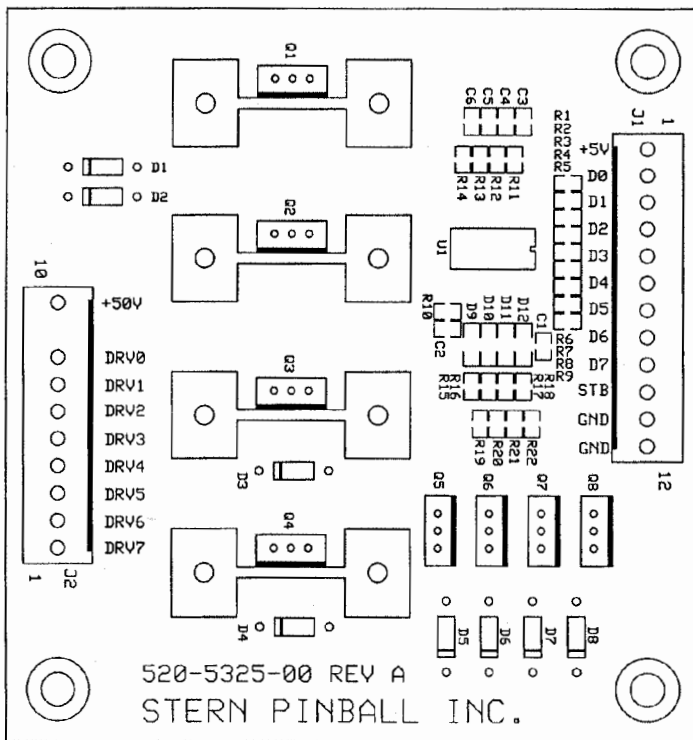 Q1
C6 C5 C4 C3
J1 1
R1
R2
R3
R4
R5
+5V
D0
D1
D2
D3
D4
D5
D6
D7
STB
GND
GND
12
D1
D2
R14 R13 R12 R11
Q2
U1
10
+50V
DRV0
DRV1
DRV2
DRV3
DRV4
DRV5
DRV6
DRV7
1 J2
R10
C2
D9 D10 D11 D12
C1
R6
R7
R8
R9
R15 R16 R17 R18
R19 R20 R21 R22
Q3
D3
Q4
D4
Q5 Q6 Q7 Q8
D5 D6 D7 D8
520-5325-00 REV A
STERN PINBALL INC.